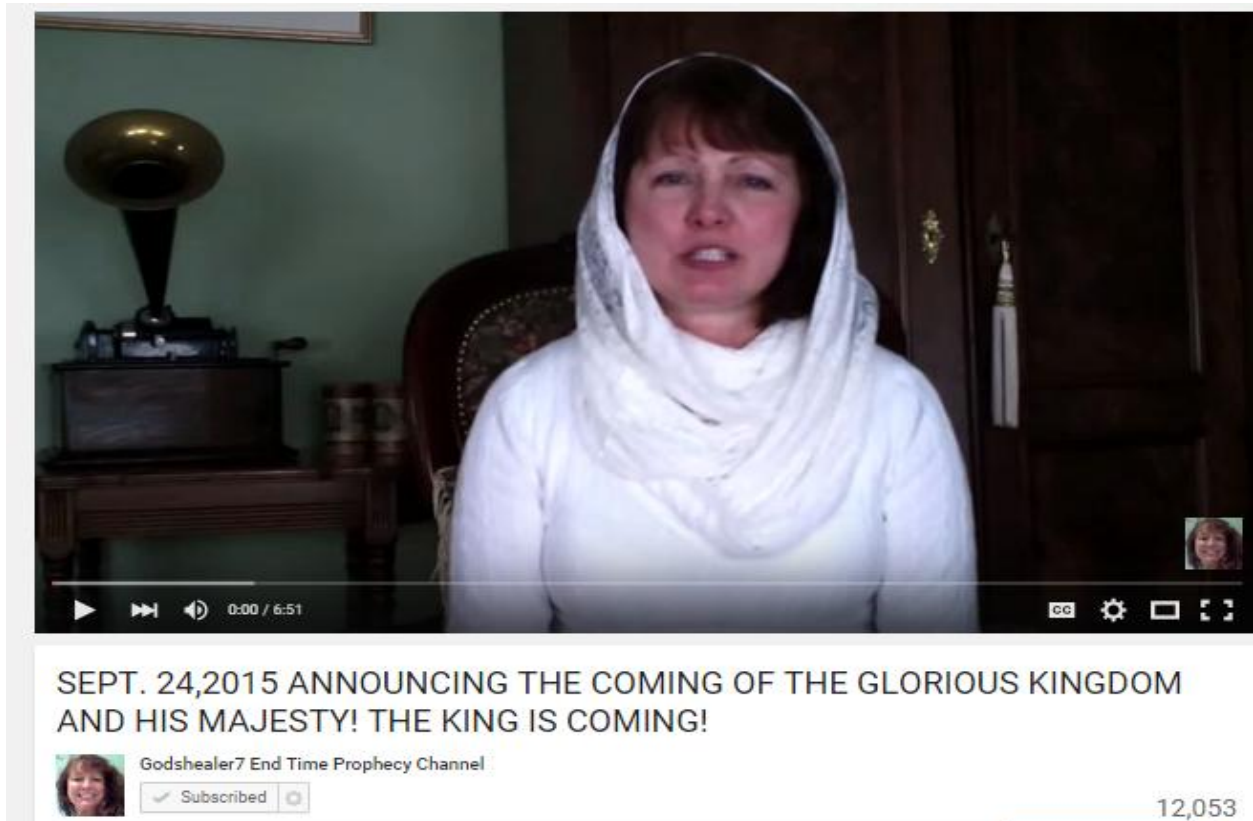 0:00 / 6:51
CC
SEPT. 24,2015 ANNOUNCING THE COMING OF THE GLORIOUS KINGDOM
AND HIS MAJESTY! THE KING IS COMING!
Godshealer7 End Time Prophecy Channel
Subscribed
12,053